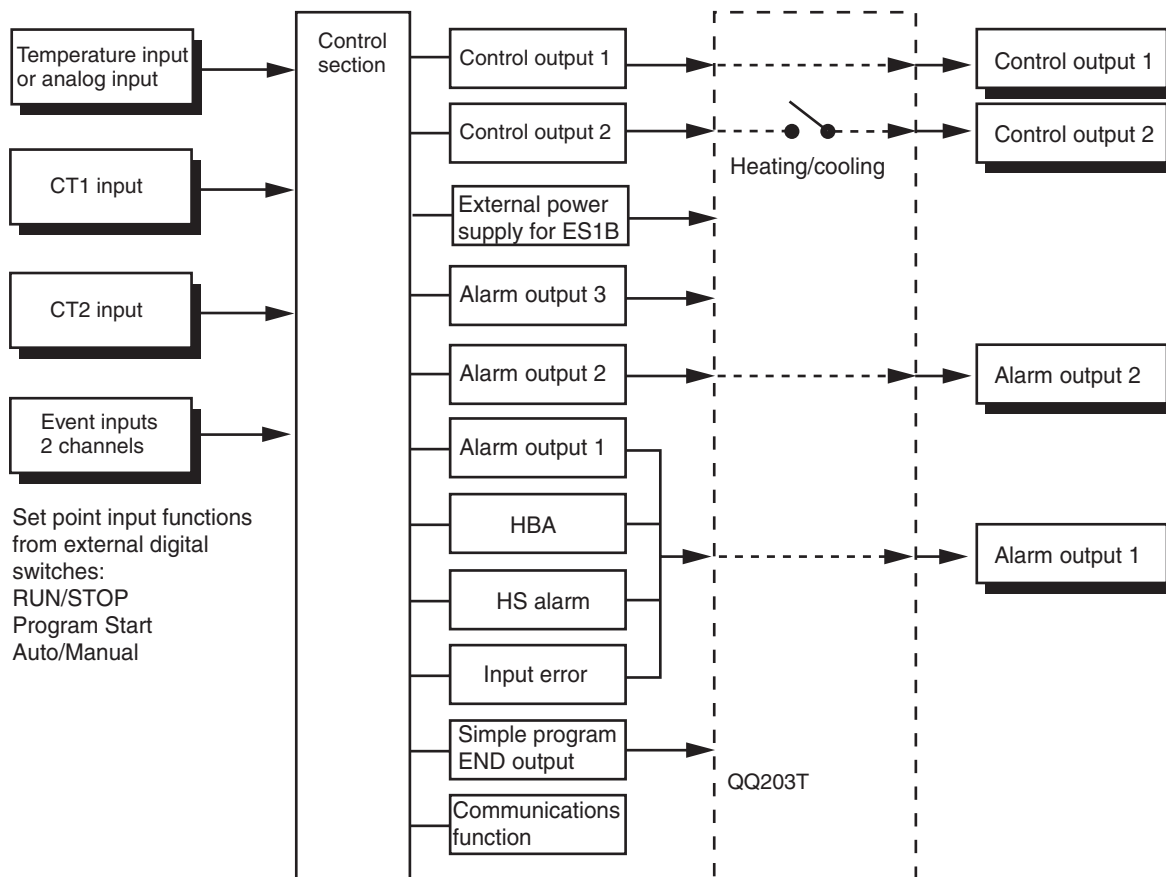 Temperature input
or analog input
CT1 input
CT2 input
Event inputs
2 channels
Set point input functions
from external digital
switches:
RUN/STOP
Program Start
Auto/Manual
Control
section
Control output 1
Control output 2
External power
supply for ES1B
Alarm output 3
Alarm output 2
Alarm output 1
HBA
HS alarm
Input error
Simple program
END output
Communications
function
Heating/cooling
QQ203T
Control output 1
Control output 2
Alarm output 2
Alarm output 1